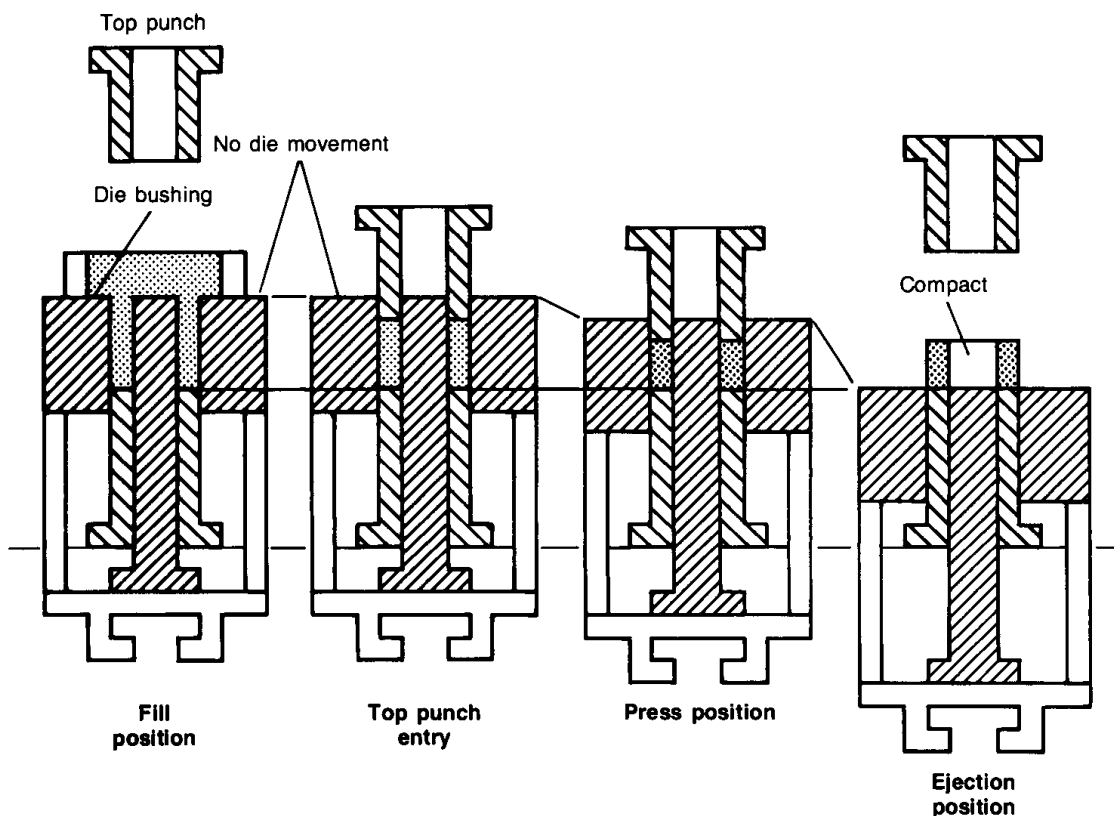 Top punch
No die movement
Die bushing
Compact
Fill
position
Top punch
entry
Press position
Ejection
position